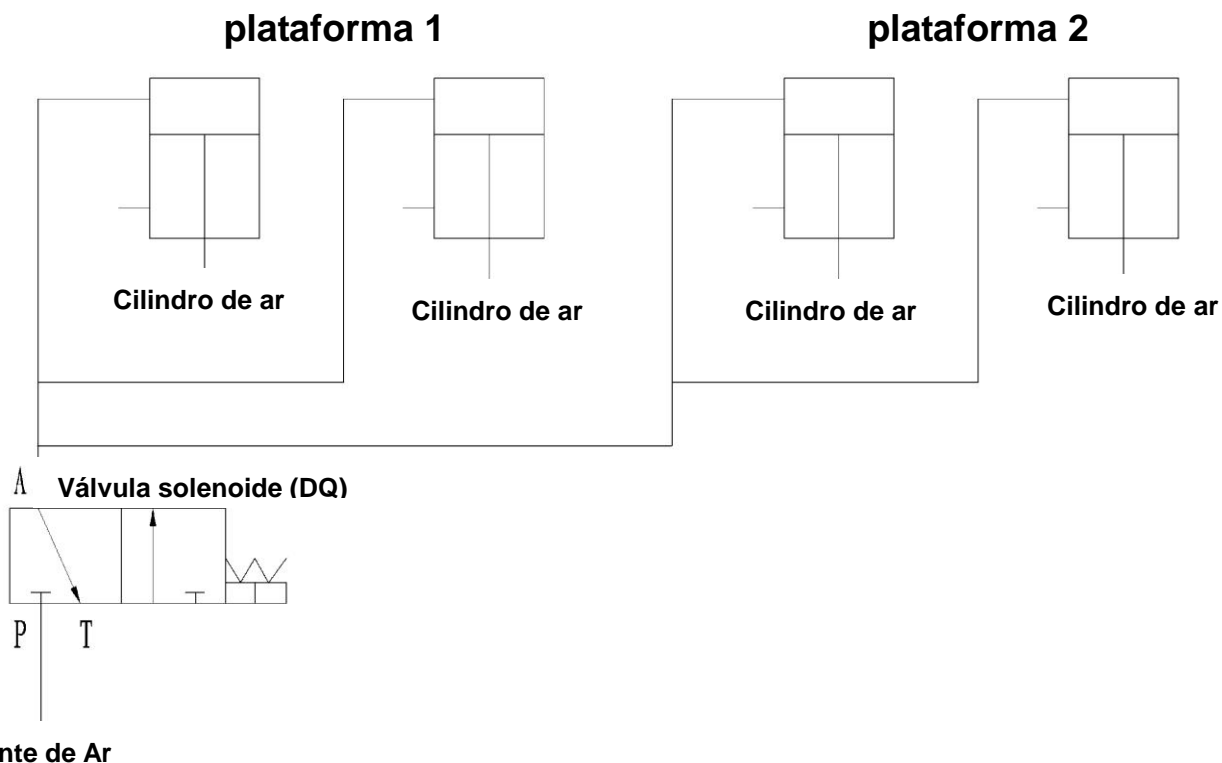 plataforma 1
plataforma 2
Cilindro de ar
Cilindro de ar
Cilindro de ar
Cilindro de ar
A
Válvula solenoide (DQ)
P T
nte de Ar